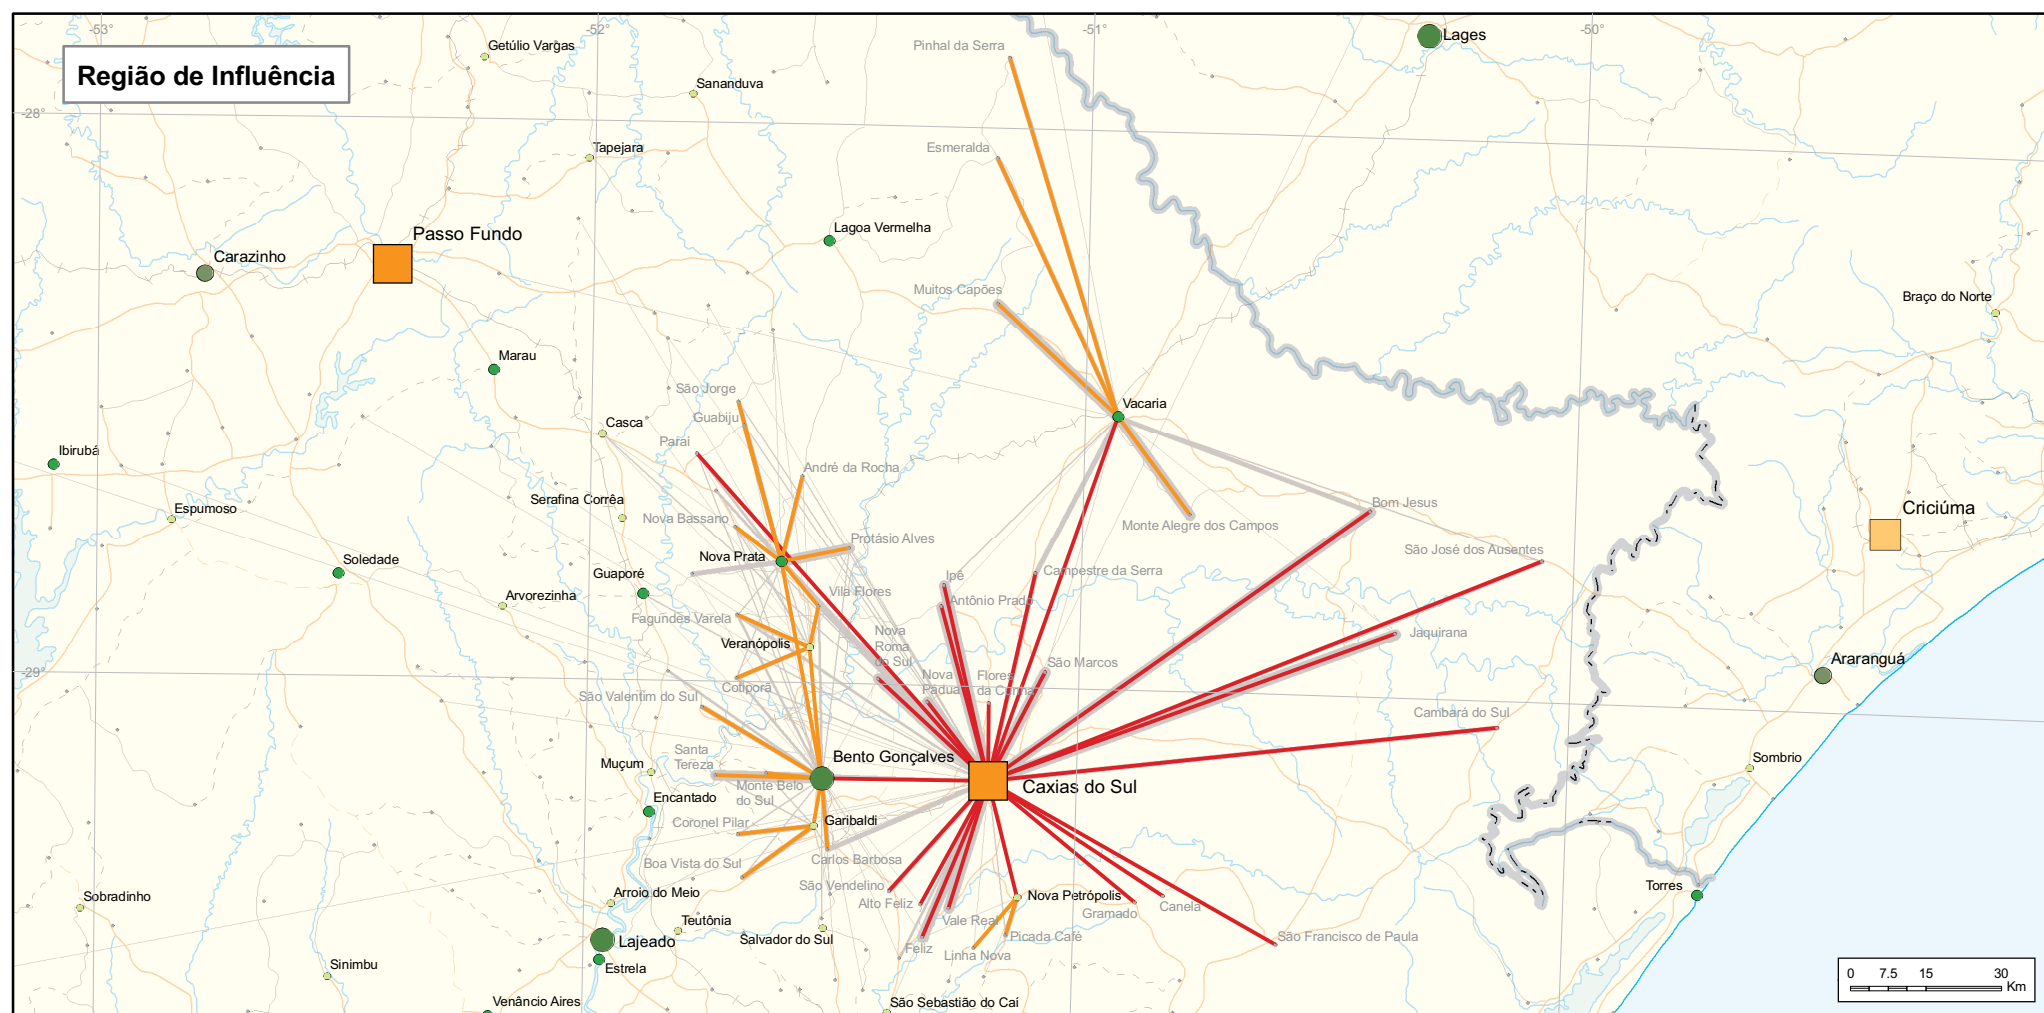 -53°
-52°
-51°
-50°
Getúlio Vargas
Pinhal da Serra
Lages
Região de Influência
Sananduva
-28°
Tapejara
Esmeralda
Lagoa Vermelha
Passo Fundo
Carazinho
Muitos Capões
Braço do Norte
Marau
São Jorge
Guabiju
Vacaria
Casca
Paraí
Ibirubá
André da Rocha
Serafina Corrêa
Espumoso
Nova Bassano
Bom Jesus
Monte Alegre dos Campos
Criciúma
Protásio Alves
São José dos Ausentes
Nova Prata
Soledade
Guaporé
Ipê
Campestre da Serra
Arvorezinha
Vila Flores
Antônio Prado
Fagundes Varela
Nova
Roma
do Sul
Jaquirana
Veranópolis
São Marcos
Araranguá
-29°
Nova
Pádua
Flores
da Cunha
Cotiporã
São Valentim do Sul
Cambará do Sul
Santa
Tereza
Bento Gonçalves
Muçum
Sombrio
Monte Belo
do Sul
Caxias do Sul
Encantado
Coronel Pilar
Garibaldi
Boa Vista do Sul
Carlos Barbosa
São Vendelino
Torres
Sobradinho
Arroio do Meio
Alto Feliz
Nova Petrópolis
Gramado
Canela
Teutônia
Vale Real
Lajeado
Salvador do Sul
Feliz
Picada Café
São Francisco de Paula
Linha Nova
Sinimbu
Estrela
Venâncio Aires
São Sebastião do Caí
0 7.5 15 30
Km